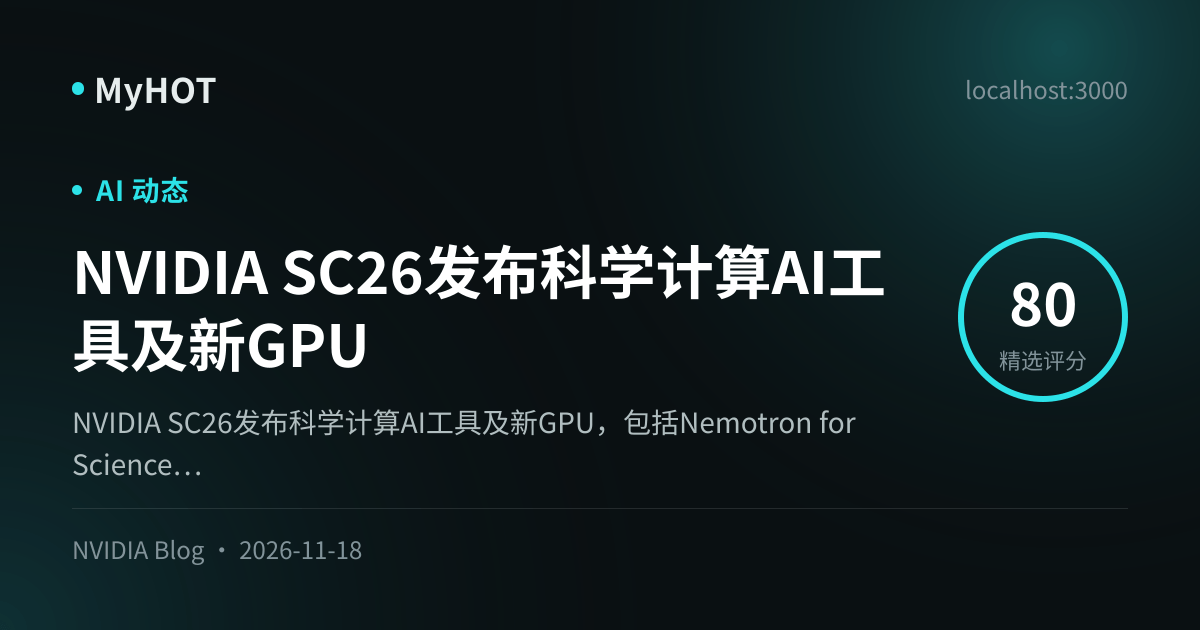 MyHOT
localhost:3000
AI 动态
NVIDIA SC26发布科学计算AI工
具及新GPU
80
精选评分
NVIDIA SC26发布科学计算AI工具及新GPU，包括Nemotron for
Science…
NVIDIA Blog · 2026-11-18